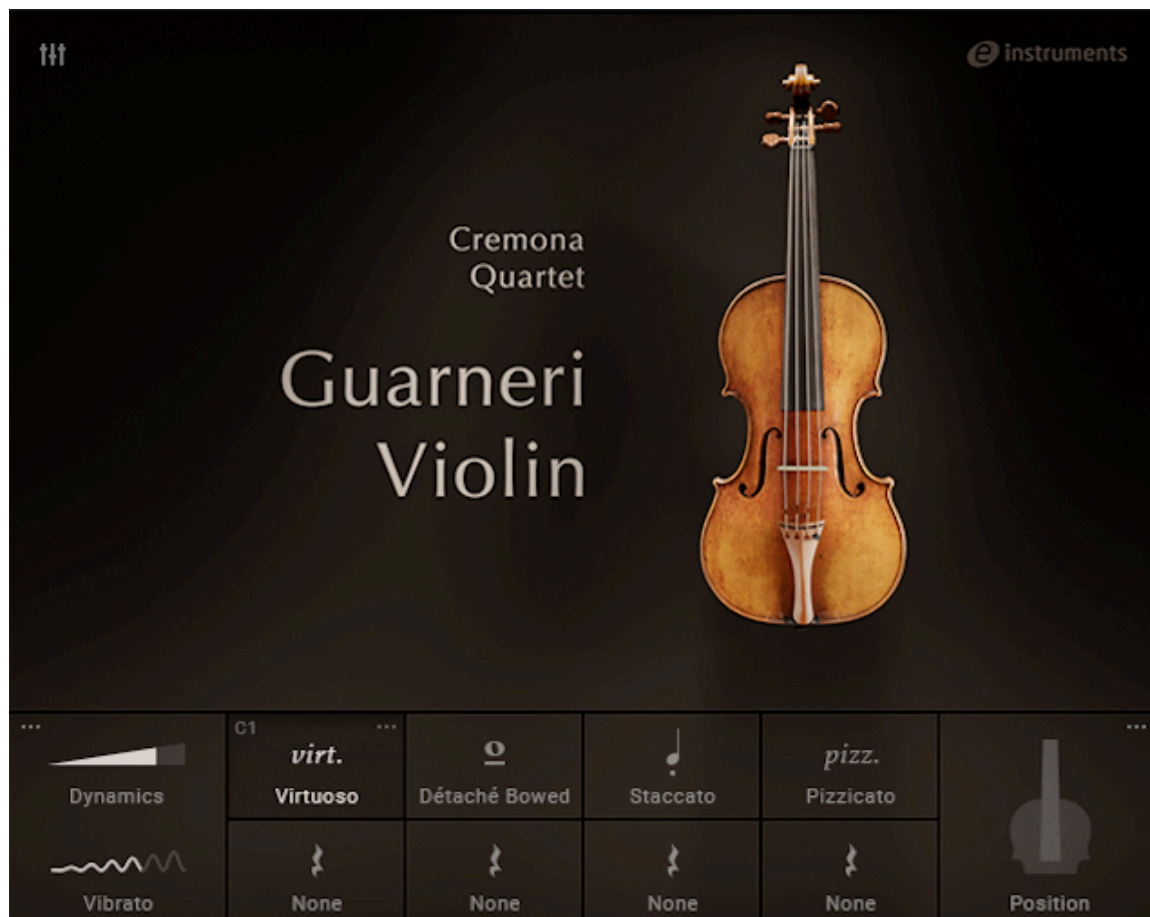 e instruments
Cremona
Quartet
Guarneri
Violin
C1
virt.
pizz.
Dynamics
Virtuoso
Détaché Bowed
Staccato
Pizzicato
Vibrato
None
None
None
None
Position